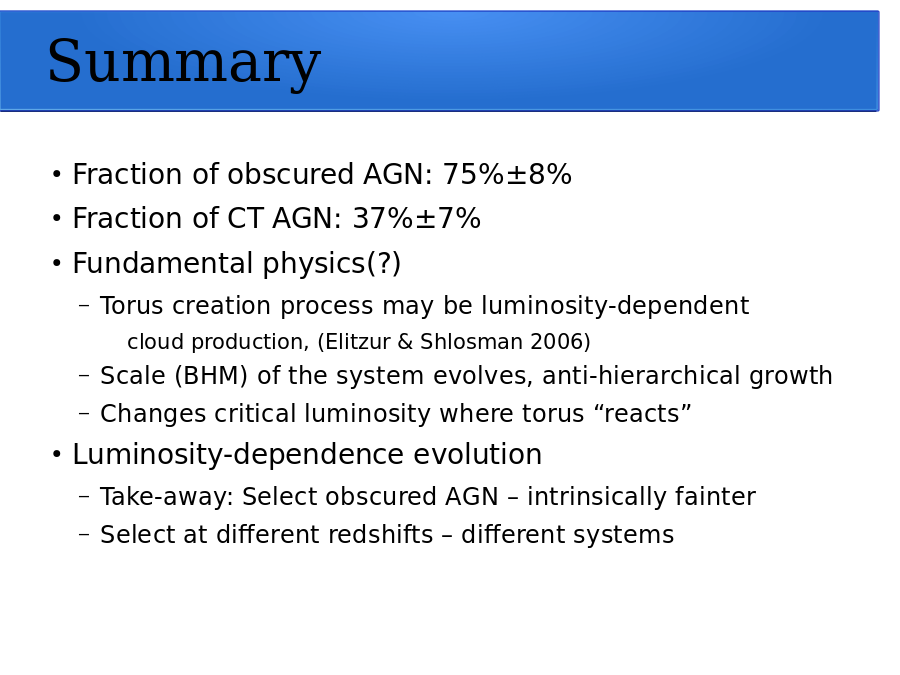 Summary
• Fraction of obscured AGN: 75%±8%
• Fraction of CT AGN: 37%±7%
• Fundamental physics(?)
– Torus creation process may be luminosity-dependent
cloud production, (Elitzur & Shlosman 2006)
– Scale (BHM) of the system evolves, anti-hierarchical growth
– Changes critical luminosity where torus “reacts”
• Luminosity-dependence evolution
– Take-away: Select obscured AGN – intrinsically fainter
– Select at different redshifts – different systems